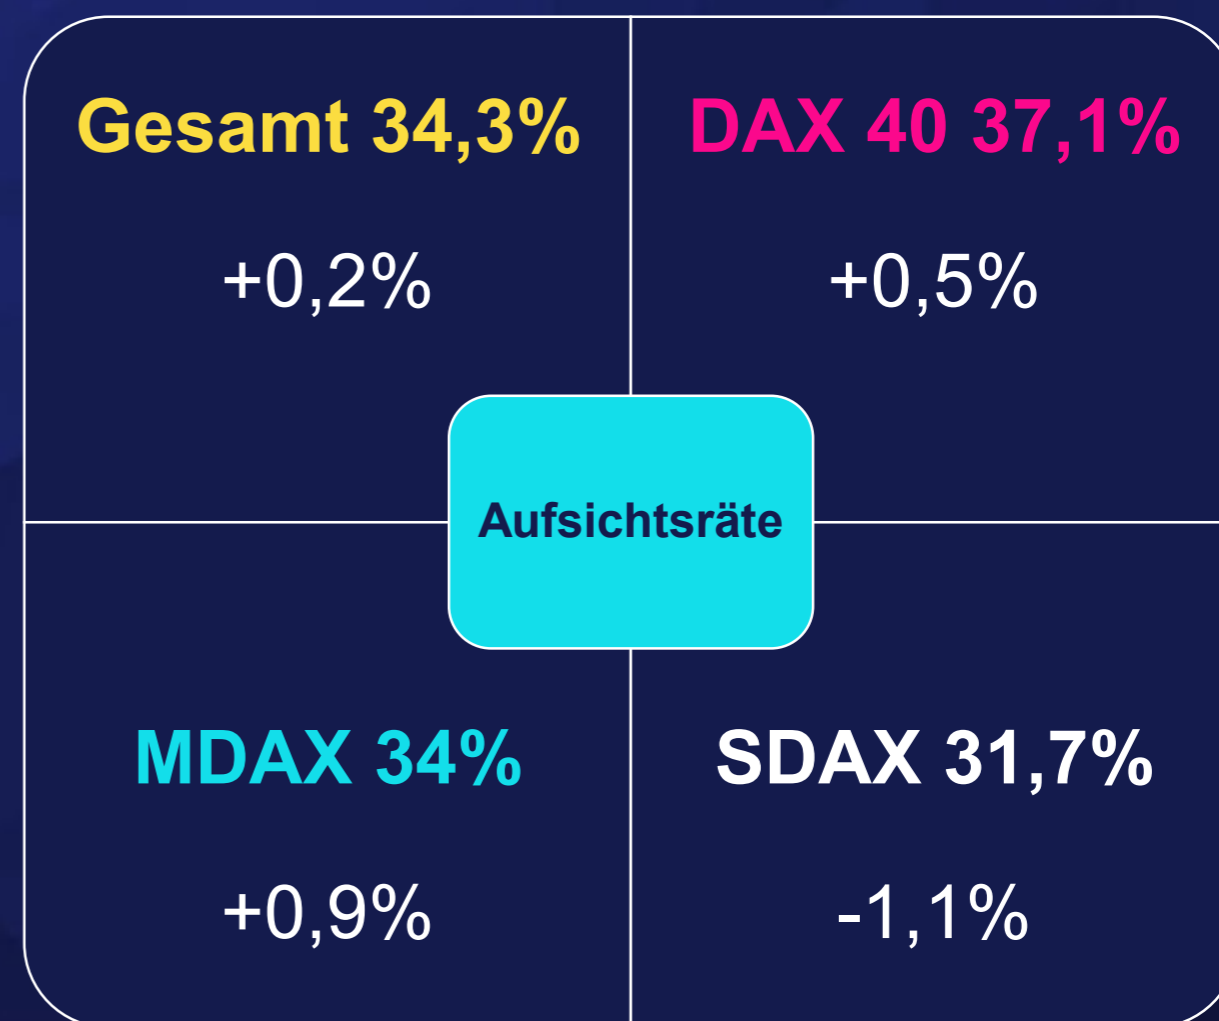 Gesamt 34,3%
+0,2%
DAX 40 37,1%
+0,5%
Aufsichtsräte
MDAX 34%
+0,9%
SDAX 31,7%
-1,1%